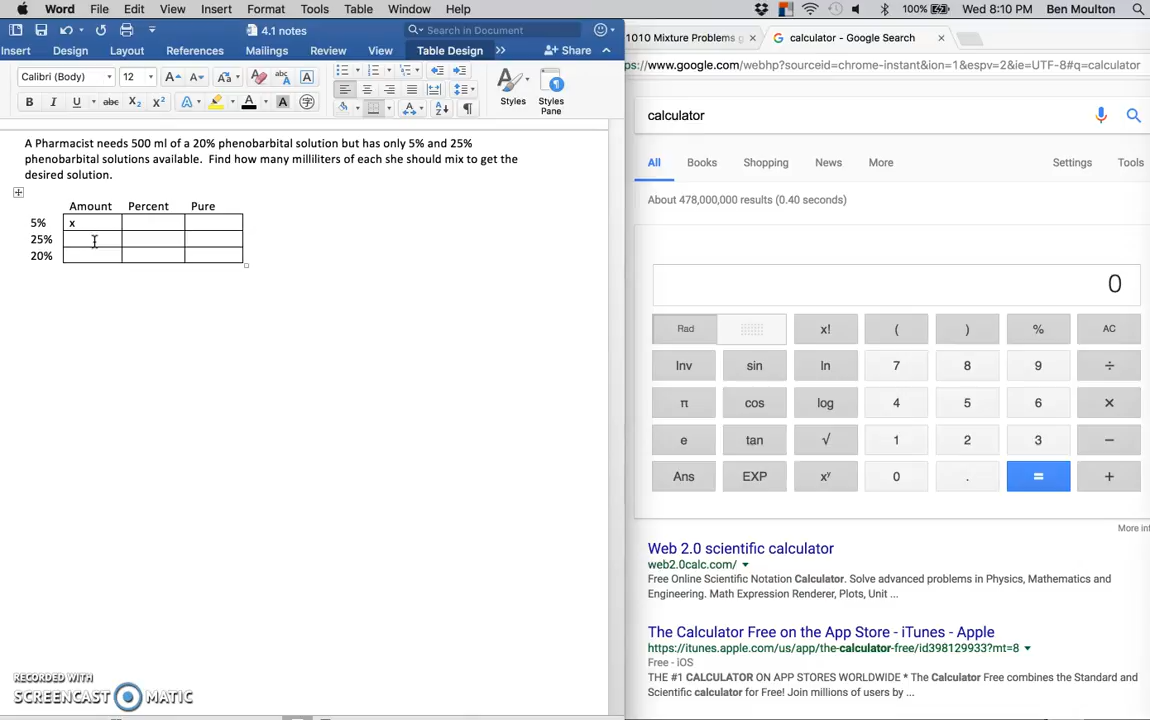 Word File Edit View Insert Format Tools Table Window Help 100% Wed 8:10 PM Ben Moulton
4.1 notes
Search in Document
Insert Design Layout References Mailings Review View Table Design >> Share
Calibri (Body) 12
Styles Styles Pane
A Pharmacist needs 500 ml of a 20% phenobarbital solution but has only 5% and 25%
phenobarbital solutions available. Find how many milliliters of each she should mix to get the
desired solution.
Amount Percent Pure
5% x
25%
20%
RECORDED WITH
SCREENCAST MATIC
1010 Mixture Problems calculator - Google Search
ps://www.google.com/webhp?sourceid=chrome-instant&ion=1&espv=2&ie=UTF-8#q=calculator
calculator
All Books Shopping News More Settings Tools
About 478,000,000 results (0.40 seconds)
0
Rad x! ( ) % AC
Inv sin ln 7 8 9 ÷
π cos log 4 5 6 ×
e tan √ 1 2 3 −
Ans EXP xʸ 0 . = +
More in
Web 2.0 scientific calculator
web2.0calc.com/
Free Online Scientific Notation Calculator. Solve advanced problems in Physics, Mathematics and
Engineering. Math Expression Renderer, Plots, Unit ...
The Calculator Free on the App Store - iTunes - Apple
https://itunes.apple.com/us/app/the-calculator-free/id398129933?mt=8
Free - iOS
THE #1 CALCULATOR ON APP STORES WORLDWIDE * The Calculator Free combines the Standard and
Scientific calculator for Free! Join millions of users by ...